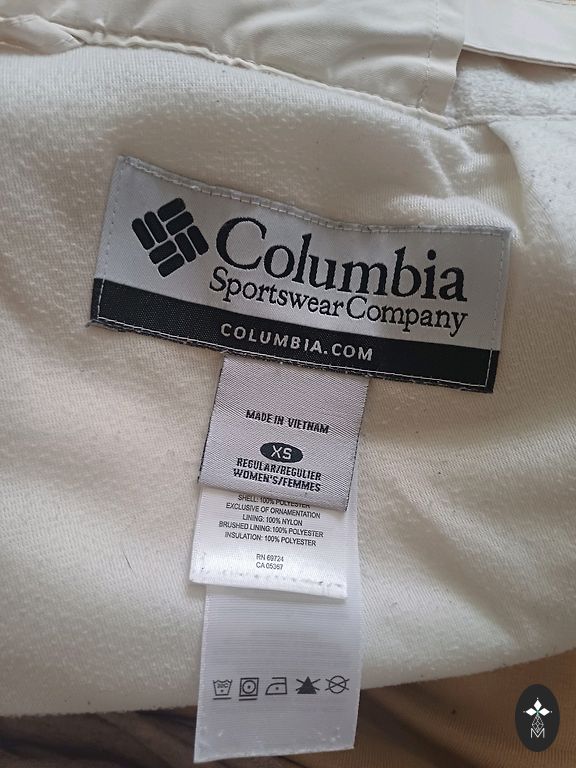 Columbia
Sportswear Company
COLUMBIA.COM
MADE IN VIETNAM
XS
REGULAR/REGULIER
WOMEN'S/FEMMES
SHELL: 100% POLYESTER
EXCLUSIVE OF ORNAMENTATION
LINING: 100% NYLON
BRUSHED LINING: 100% POLYESTER
INSULATION: 100% POLYESTER
RN 69724
CA 05367